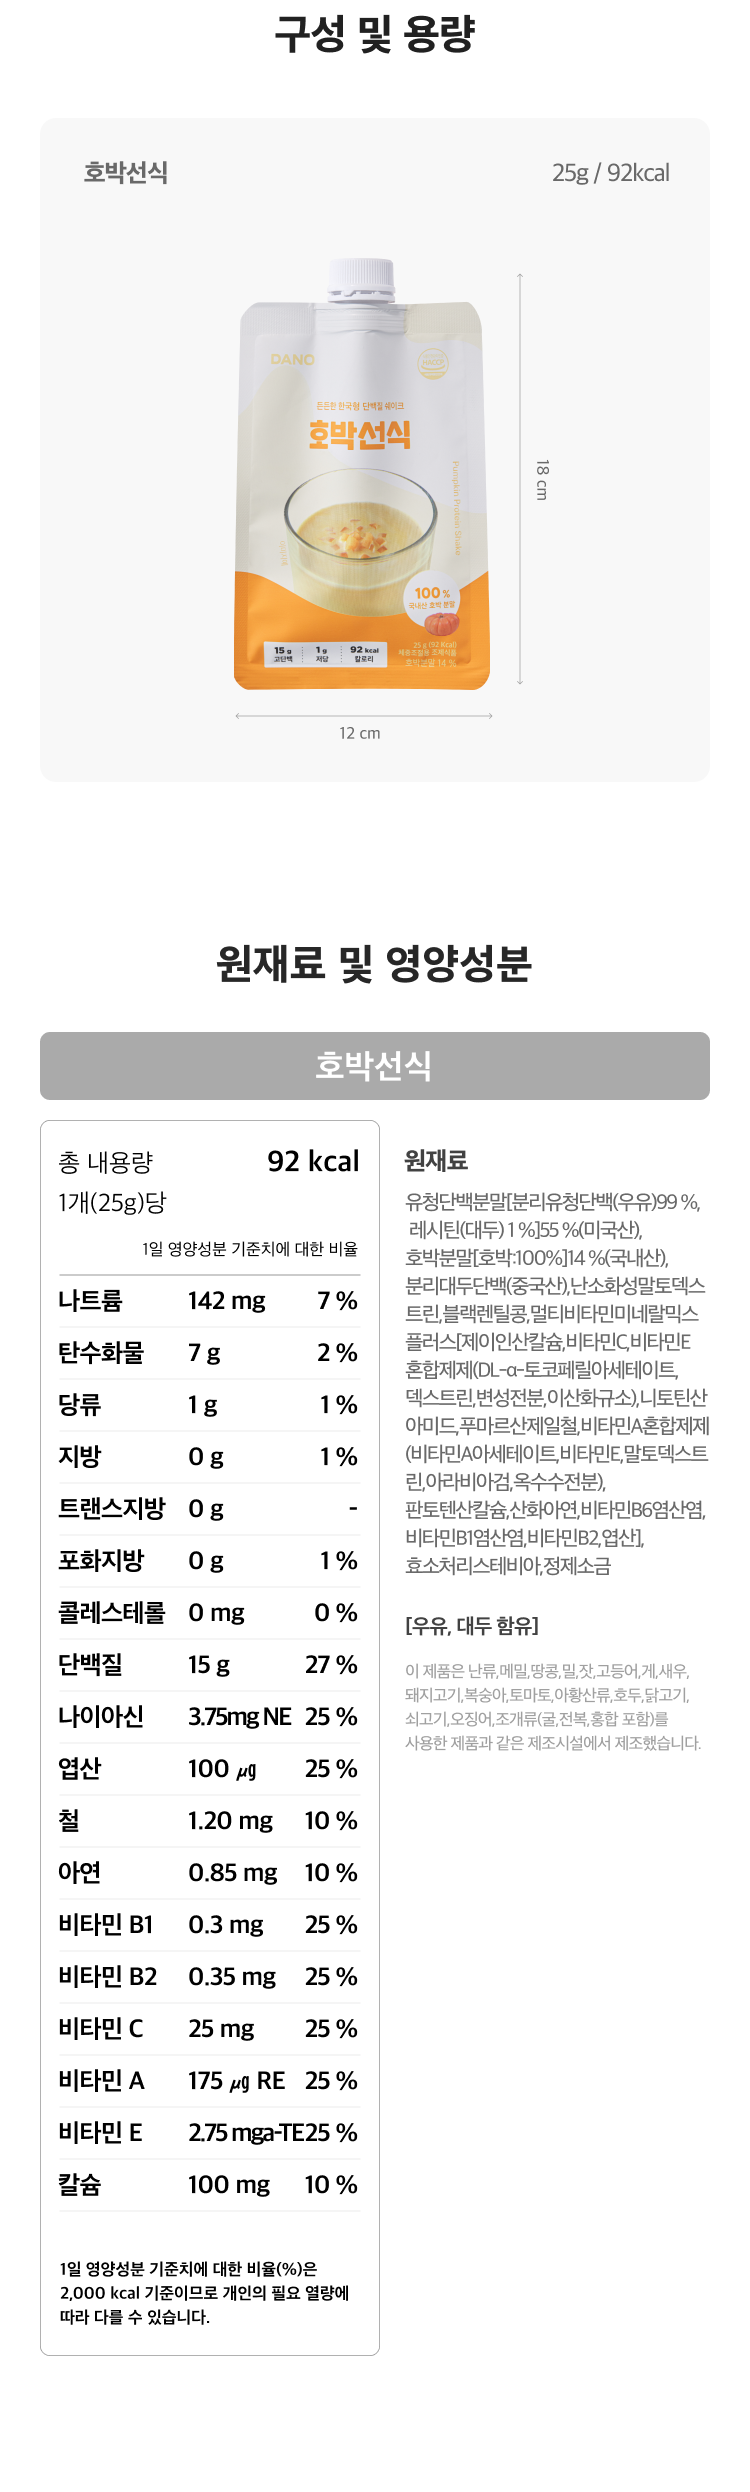 구성 및 용량
호박선식
25g / 92kcal
DANO
HACCP
든든한 한국형 단백질 쉐이크
호박선식
Pumpkin Protein Shake
100 %
국내산 호박 분말
15 g
고단백
1 g
저당
92 kcal
칼로리
25 g (92 Kcal)
체중조절용 조제식품
호박분말 14 %
18 cm
12 cm
원재료 및 영양성분
호박선식
총 내용량
92 kcal
1개(25g)당
1일 영양성분 기준치에 대한 비율
나트륨 142 mg 7 %
탄수화물 7 g 2 %
당류 1 g 1 %
지방 0 g 1 %
트랜스지방 0 g -
포화지방 0 g 1 %
콜레스테롤 0 mg 0 %
단백질 15 g 27 %
나이아신 3.75mg NE 25 %
엽산 100 ㎍ 25 %
철 1.20 mg 10 %
아연 0.85 mg 10 %
비타민 B1 0.3 mg 25 %
비타민 B2 0.35 mg 25 %
비타민 C 25 mg 25 %
비타민 A 175 ㎍ RE 25 %
비타민 E 2.75 mga-TE 25 %
칼슘 100 mg 10 %
1일 영양성분 기준치에 대한 비율(%)은
2,000 kcal 기준이므로 개인의 필요 열량에
따라 다를 수 있습니다.
원재료
유청단백분말[분리유청단백(우유)99 %,
레시틴(대두) 1 %]55 %(미국산),
호박분말[호박:100%]14 %(국내산),
분리대두단백(중국산),난소화성말토덱스
트린,블랙렌틸콩,멀티비타민미네랄믹스
플러스[제이인산칼슘,비타민C,비타민E
혼합제제(DL-α-토코페릴아세테이트,
덱스트린,변성전분,이산화규소),니토틴산
아미드,푸마르산제일철,비타민A혼합제제
(비타민A아세테이트,비타민E,말토덱스트
린,아라비아검,옥수수전분),
판토텐산칼슘,산화아연,비타민B6염산염,
비타민B1염산염,비타민B2,엽산],
효소처리스테비아,정제소금
[우유, 대두 함유]
이 제품은 난류,메밀,땅콩,밀,잣,고등어,게,새우,
돼지고기,복숭아,토마토,아황산류,호두,닭고기,
쇠고기,오징어,조개류(굴,전복,홍합 포함)를
사용한 제품과 같은 제조시설에서 제조했습니다.